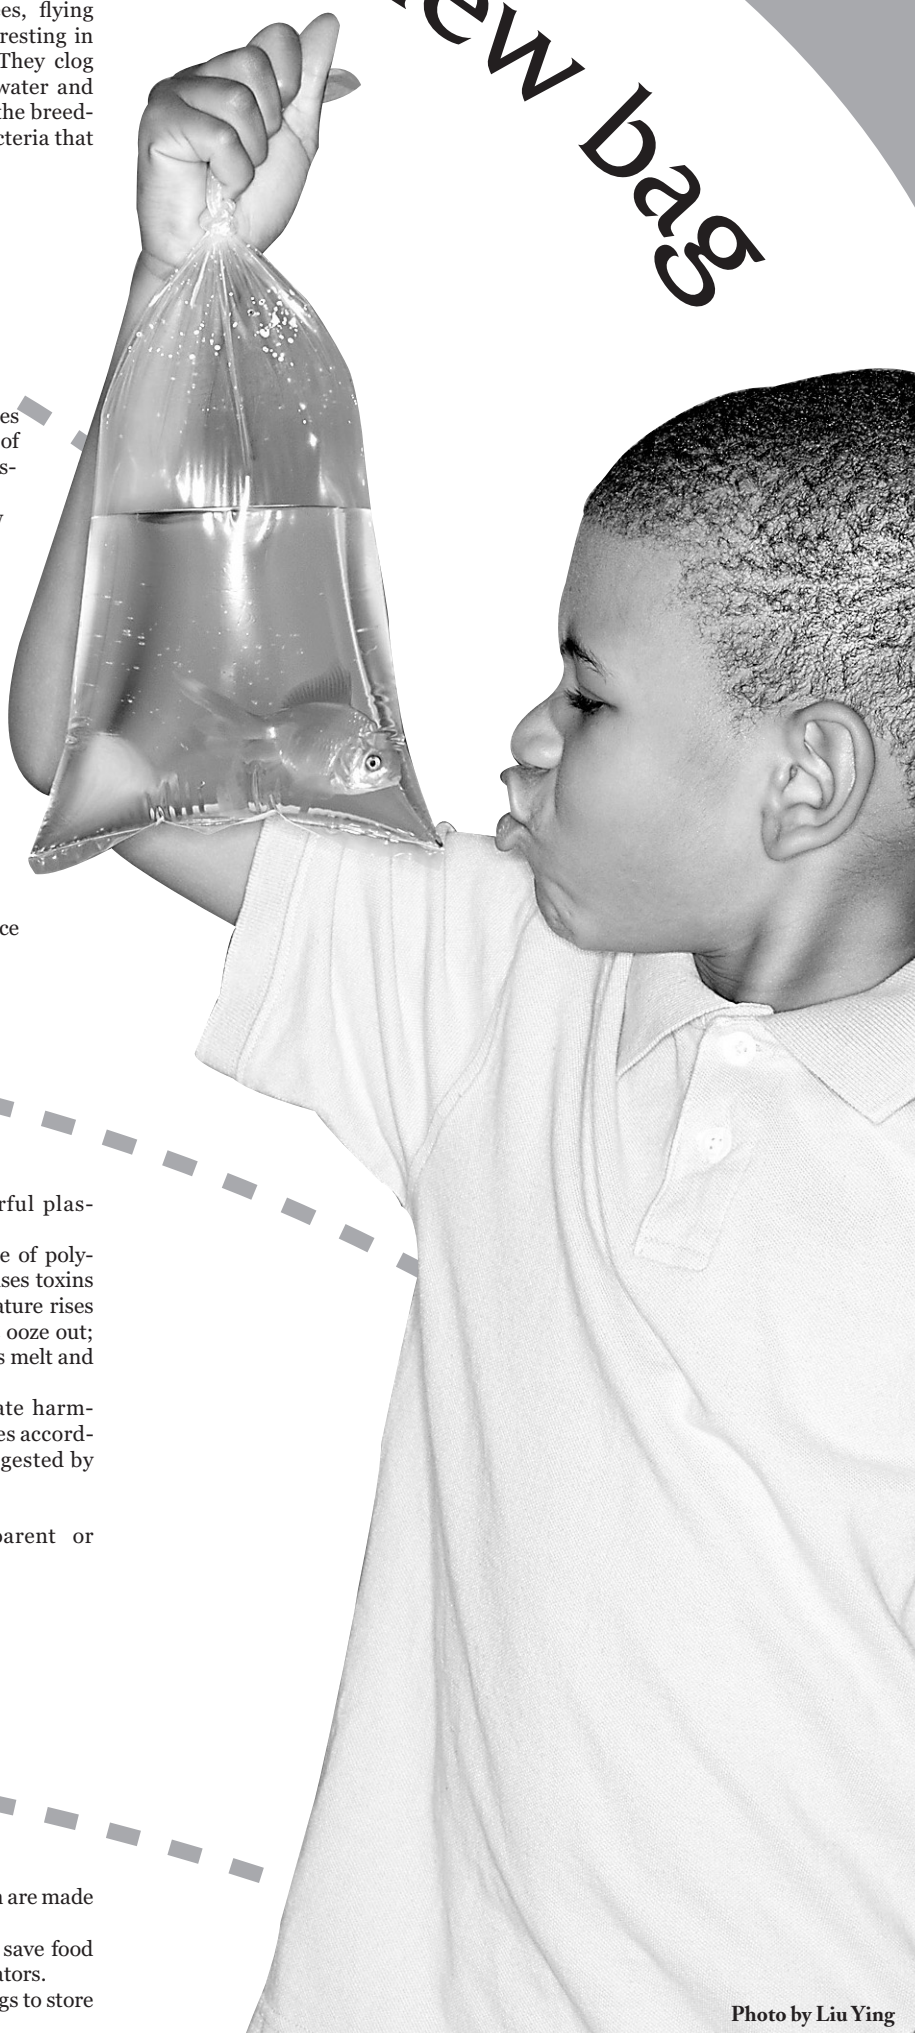 ew bag
es, flying
resting in
They clog
water and
the breed-
cteria that
es
of
s-
y
ce
rful plas-
e of poly-
ses toxins
ature rises
ooze out;
s melt and
ate harm-
es accord-
gested by
parent or
n are made
save food
ators.
gs to store
Photo by Liu Ying